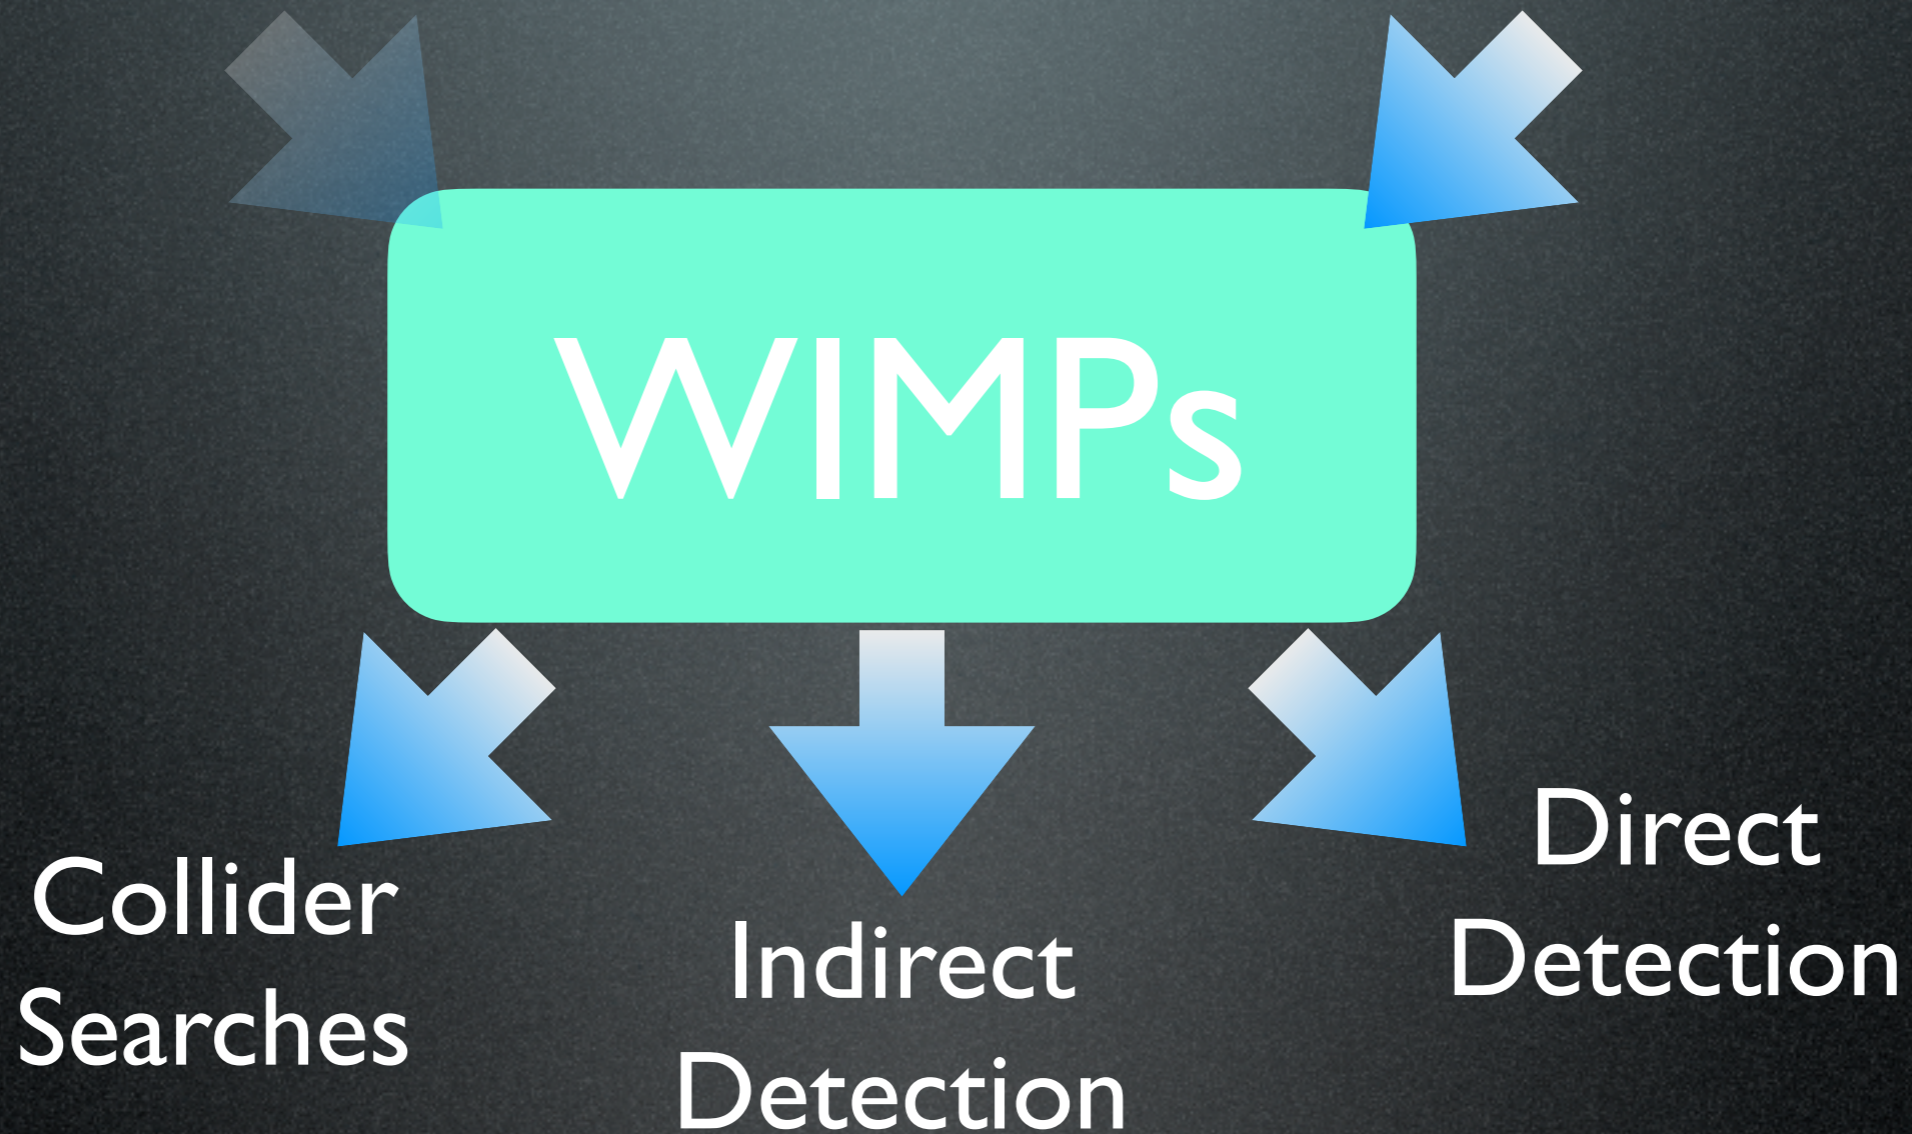 WIMPs
Collider
Searches
Indirect
Detection
Direct
Detection